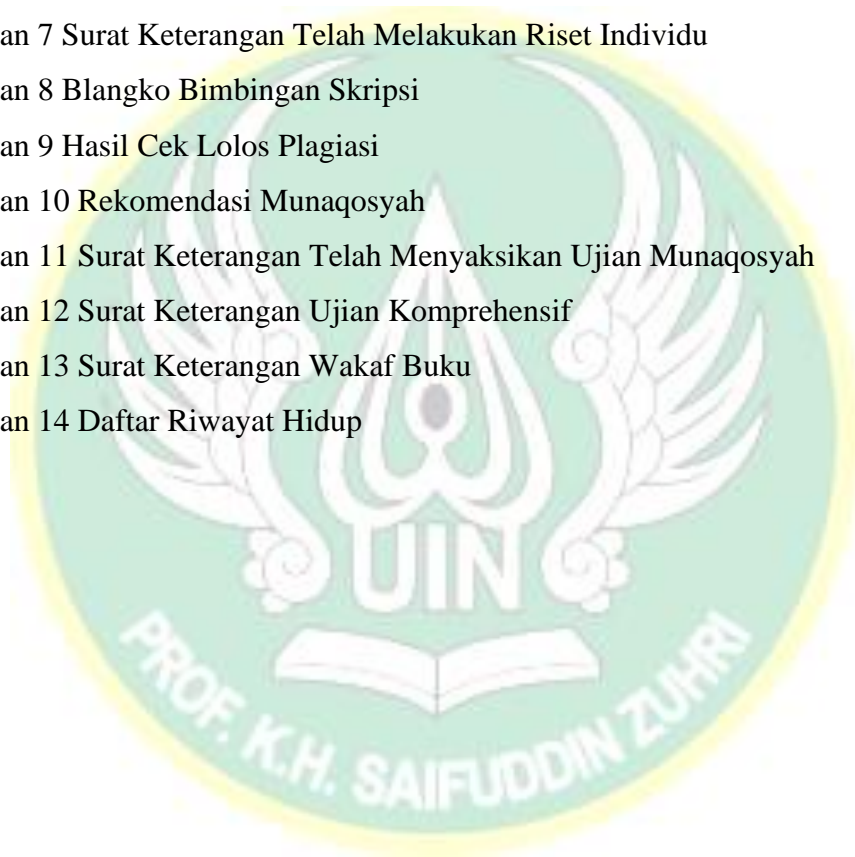 an 7 Surat Keterangan Telah Melakukan Riset Individu
an 8 Blangko Bimbingan Skripsi
an 9 Hasil Cek Lolos Plagiasi
an 10 Rekomendasi Munaqosyah
an 11 Surat Keterangan Telah Menyaksikan Ujian Munaqosyah
an 12 Surat Keterangan Ujian Komprehensif
an 13 Surat Keterangan Wakaf Buku
an 14 Daftar Riwayat Hidup
UIN
PROF. K.H. SAIFUDDIN ZUHRI